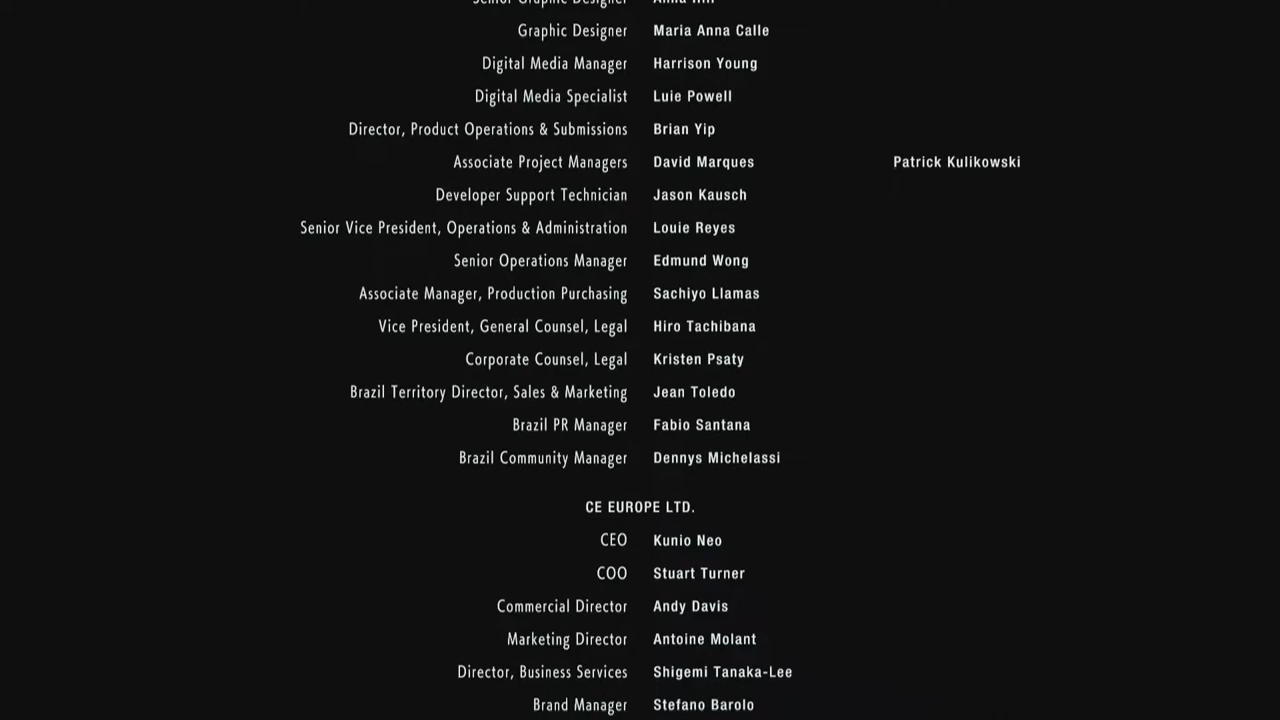 Senior Graphic Designer Anna Hill
Graphic Designer Maria Anna Calle
Digital Media Manager Harrison Young
Digital Media Specialist Luie Powell
Director, Product Operations & Submissions Brian Yip
Associate Project Managers David Marques Patrick Kulikowski
Developer Support Technician Jason Kausch
Senior Vice President, Operations & Administration Louie Reyes
Senior Operations Manager Edmund Wong
Associate Manager, Production Purchasing Sachiyo Llamas
Vice President, General Counsel, Legal Hiro Tachibana
Corporate Counsel, Legal Kristen Psaty
Brazil Territory Director, Sales & Marketing Jean Toledo
Brazil PR Manager Fabio Santana
Brazil Community Manager Dennys Michelassi
CE EUROPE LTD.
CEO Kunio Neo
COO Stuart Turner
Commercial Director Andy Davis
Marketing Director Antoine Molant
Director, Business Services Shigemi Tanaka-Lee
Brand Manager Stefano Barolo